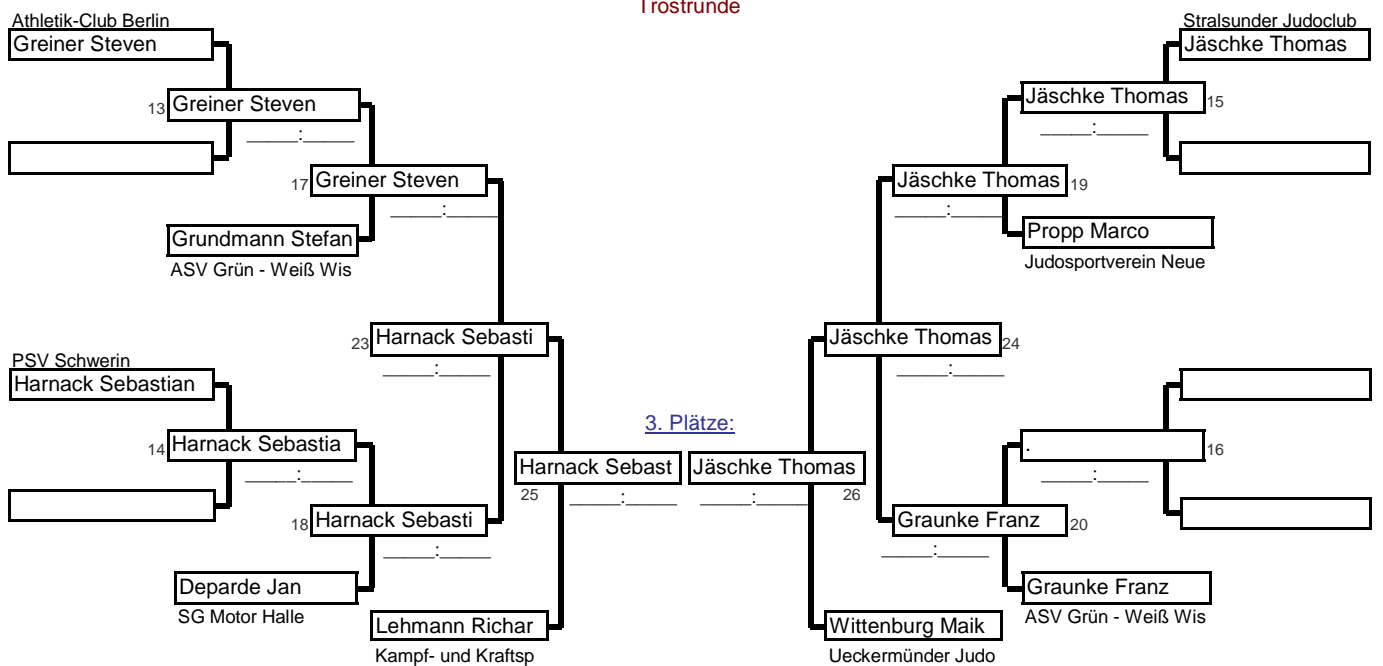 Trostrunde
Athletik-Club Berlin
Stralsunder Judoclub
Greiner Steven
Jäschke Thomas
13 Greiner Steven
Jäschke Thomas 15
_____:_____
_____:_____
17 Greiner Steven
Jäschke Thomas 19
_____:_____
_____:_____
Grundmann Stefan
Propp Marco
ASV Grün - Weiß Wis
Judosportverein Neue
23 Harnack Sebasti
Jäschke Thomas 24
_____:_____
_____:_____
PSV Schwerin
Harnack Sebastian
3. Plätze:
14 Harnack Sebastia
. 16
_____:_____
_____:_____
Harnack Sebast
Jäschke Thomas
25 _____:_____
_____:_____ 26
18 Harnack Sebasti
Graunke Franz 20
_____:_____
_____:_____
Deparde Jan
Graunke Franz
SG Motor Halle
ASV Grün - Weiß Wis
Lehmann Richar
Wittenburg Maik
Kampf- und Kraftsp
Ueckermünder Judo